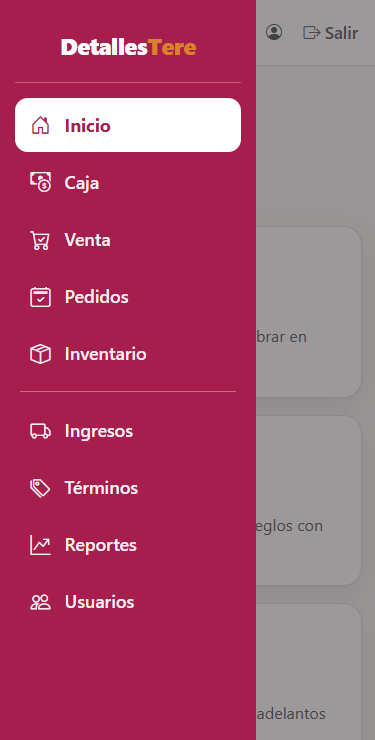 DetallesTere
Salir
Inicio
Caja
Venta
Pedidos
brar en
Inventario
Ingresos
Términos
eglos con
Reportes
Usuarios
adelantos